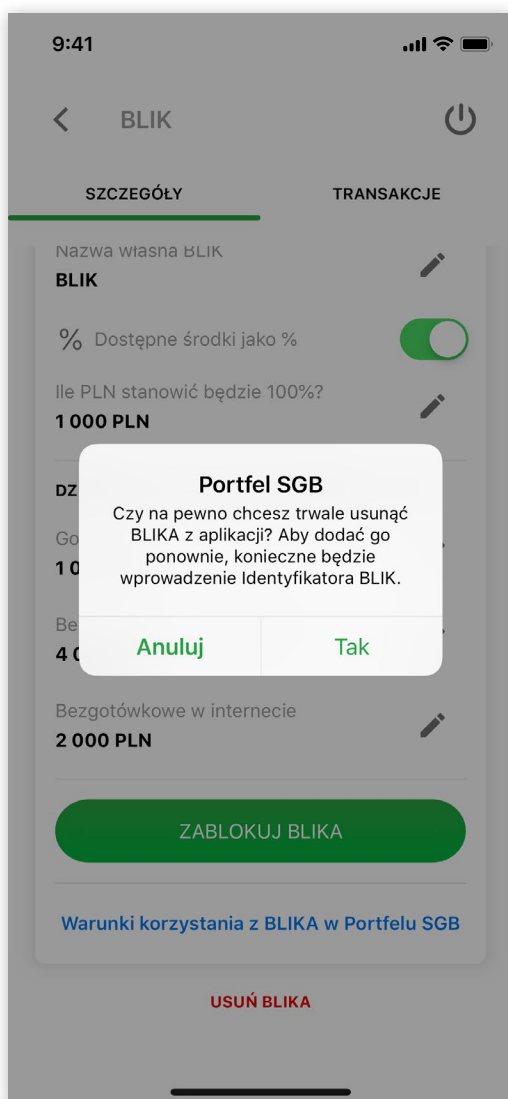 9:41
BLIK
SZCZEGÓŁY TRANSAKCJE
Nazwa własna BLIK
BLIK
% Dostępne środki jako %
Ile PLN stanowić będzie 100%?
1 000 PLN
Portfel SGB
Czy na pewno chcesz trwale usunąć
BLIKA z aplikacji? Aby dodać go
ponownie, konieczne będzie
wprowadzenie Identyfikatora BLIK.
Anuluj Tak
Bezgotówkowe w internecie
2 000 PLN
ZABLOKUJ BLIKA
Warunki korzystania z BLIKA w Portfelu SGB
USUŃ BLIKA